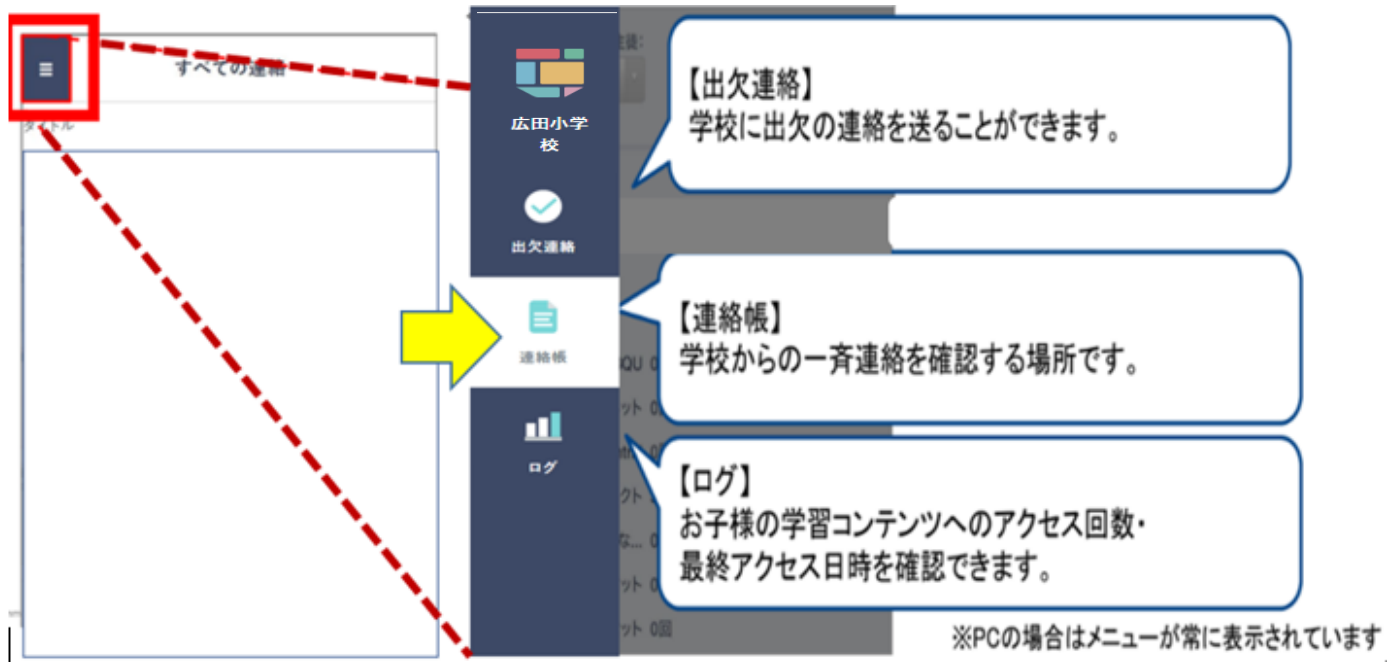 すべての連絡
タイトル
広田小学
校
出欠連絡
連絡帳
ログ
【出欠連絡】
学校に出欠の連絡を送ることができます。
【連絡帳】
学校からの一斉連絡を確認する場所です。
【ログ】
お子様の学習コンテンツへのアクセス回数・
最終アクセス日時を確認できます。
ット 0回
※PCの場合はメニューが常に表示されています